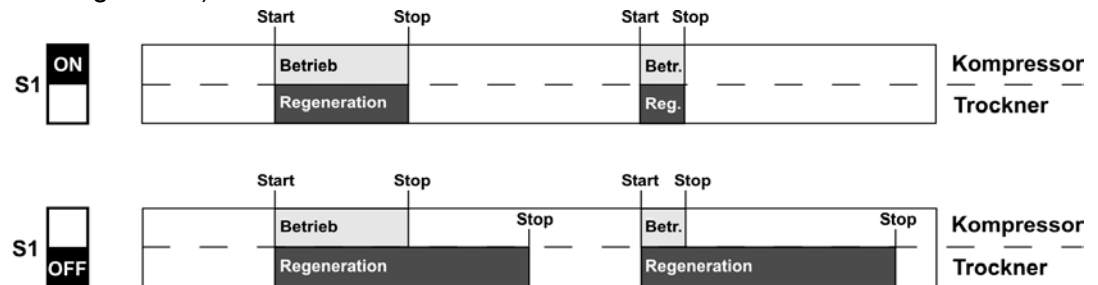 Start Stop Start Stop
S1 ON Betrieb Betr. Kompressor
Regeneration Reg. Trockner
Start Stop Start Stop
Betrieb Stop Betr. Stop Kompressor
S1 OFF Regeneration Regeneration Trockner